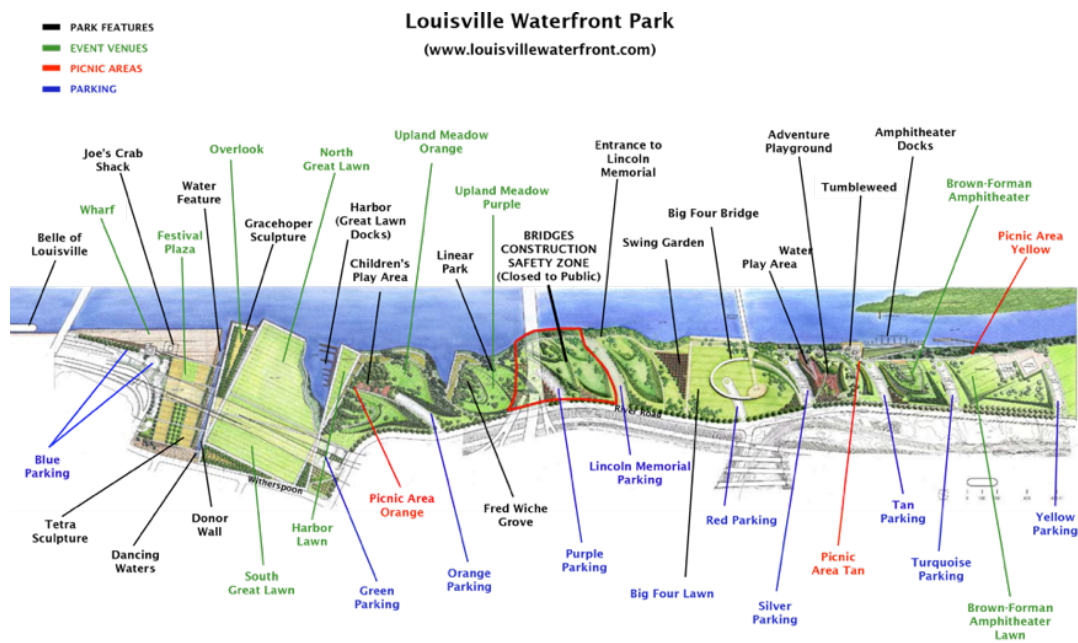 Louisville Waterfront Park
(www.louisvillewaterfront.com)
PARK FEATURES
EVENT VENUES
PICNIC AREAS
PARKING
Joe's Crab
Shack
Overlook
North
Great Lawn
Upland Meadow
Orange
Entrance to
Lincoln
Memorial
Adventure
Playground
Amphitheater
Docks
Water
Feature
Tumbleweed
Brown-Forman
Amphitheater
Upland Meadow
Purple
Wharf
Gracehoper
Sculpture
Harbor
(Great Lawn
Docks)
Big Four Bridge
Belle of
Louisville
Festival
Plaza
BRIDGES
CONSTRUCTION
SAFETY ZONE
(Closed to Public)
Swing Garden
Picnic Area
Yellow
Children's
Play Area
Linear
Park
Water
Play Area
River Road
Witherspoon
Blue
Parking
Tetra
Sculpture
Dancing
Waters
Donor
Wall
South
Great Lawn
Harbor
Lawn
Picnic Area
Orange
Green
Parking
Orange
Parking
Fred Wiche
Grove
Purple
Parking
Lincoln Memorial
Parking
Big Four Lawn
Red Parking
Silver
Parking
Picnic
Area Tan
Tan
Parking
Turquoise
Parking
Brown-Forman
Amphitheater
Lawn
Yellow
Parking